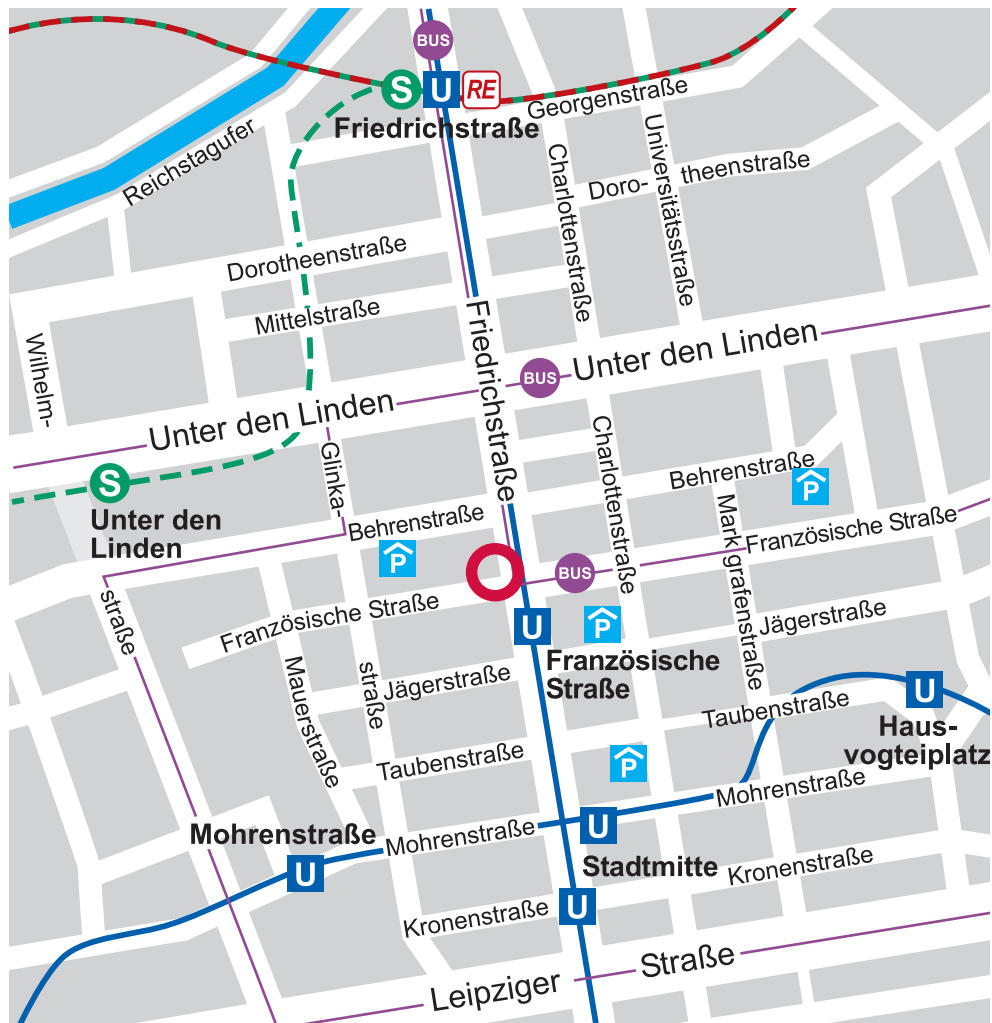 BUS
S
U
RE
Friedrichstraße
Georgenstraße
Reichstagufer
Charlottenstraße
Universitätsstraße
Doro-
theenstraße
Dorotheenstraße
Mittelstraße
Friedrichstraße
Wilhelm-
Unter den Linden
BUS
Unter den Linden
Glinka-
Charlottenstraße
Behrenstraße
P
S
Unter den
Linden
Behrenstraße
P
Markgrafenstraße
Französische Straße
BUS
straße
Französische Straße
U
P
Jägerstraße
Französische
Straße
Mauerstraße
straße
Jägerstraße
U
Taubenstraße
Haus-
vogteiplatz
Taubenstraße
P
Mohrenstraße
Mohrenstraße
U
Mohrenstraße
U
Stadtmitte
Kronenstraße
U
Kronenstraße
Leipziger
Straße